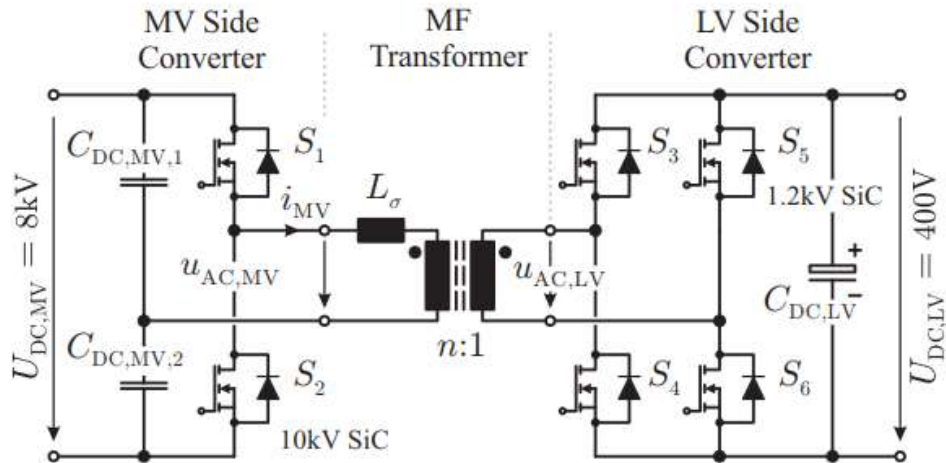 MV Side
Converter
MF
Transformer
LV Side
Converter
U_DC,MV = 8kV
C_DC,MV,1
C_DC,MV,2
S_1
S_2
10kV SiC
i_MV
u_AC,MV
L_σ
n:1
u_AC,LV
S_3
S_5
S_4
S_6
1.2kV SiC
+
C_DC,LV
−
U_DC,LV = 400V